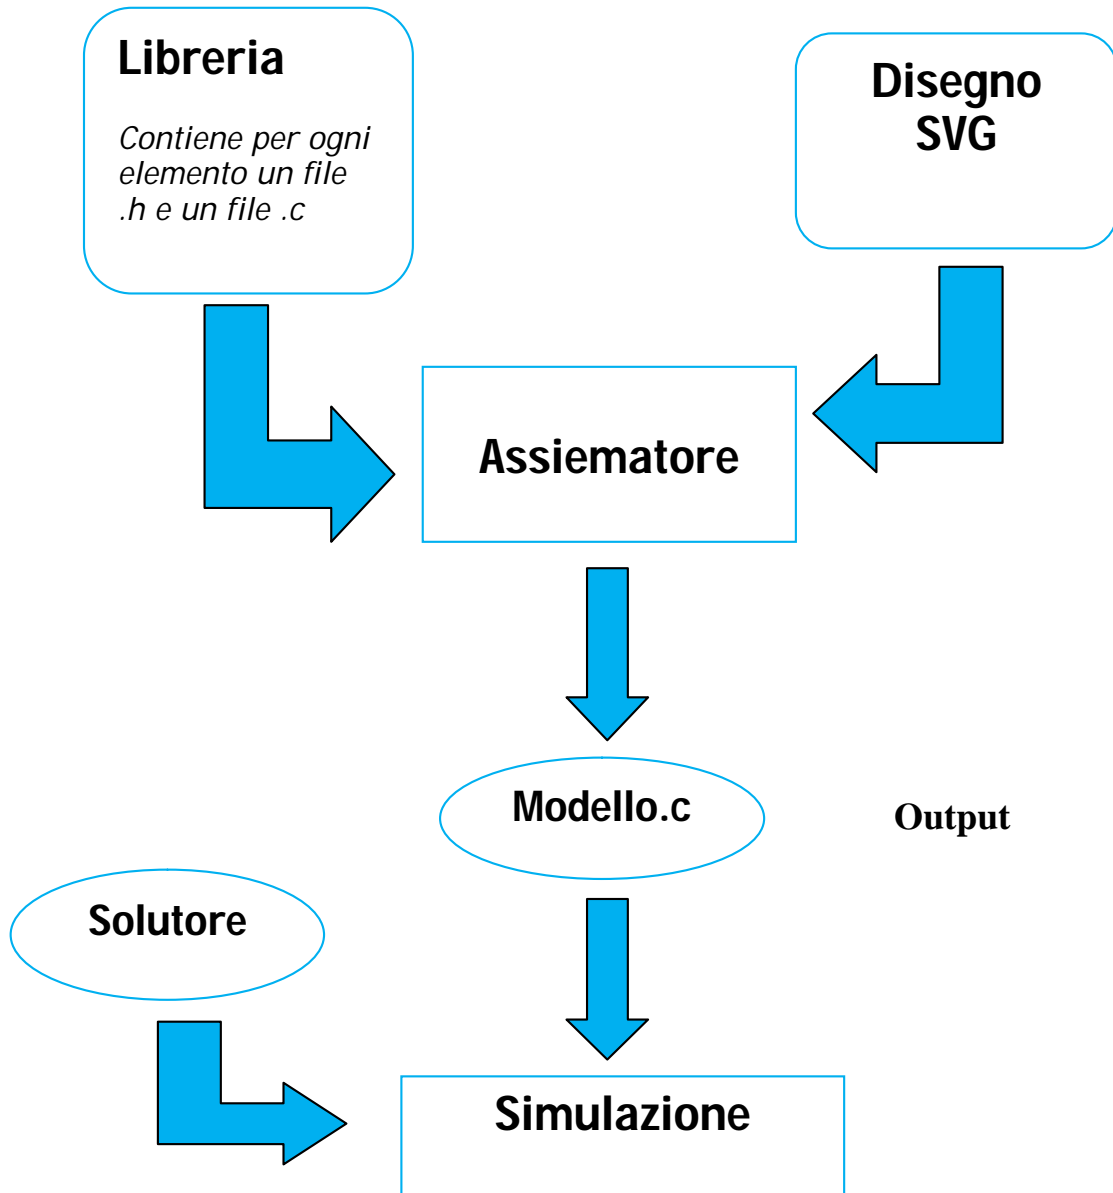 Libreria
Contiene per ogni
elemento un file
.h e un file .c
Disegno
SVG
Assiematore
Modello.c
Output
Solutore
Simulazione